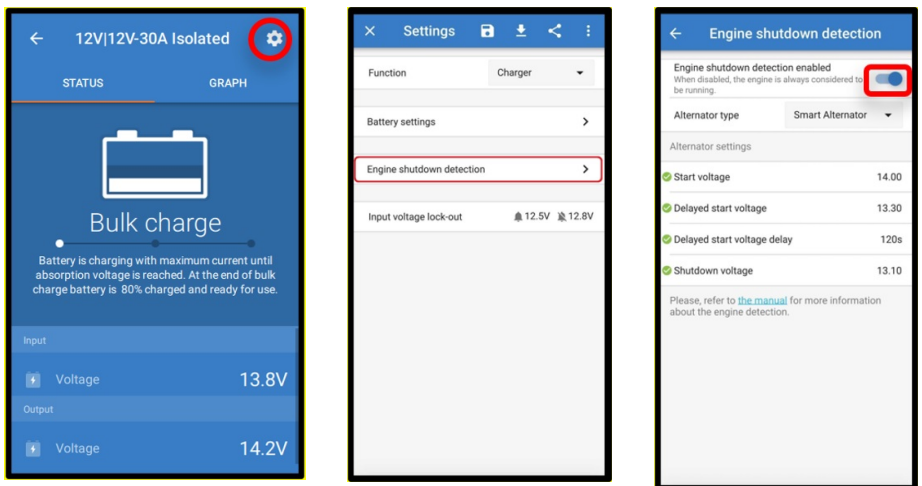 12V|12V-30A Isolated
STATUS GRAPH
Bulk charge
Battery is charging with maximum current until
absorption voltage is reached. At the end of bulk
charge battery is 80% charged and ready for use.
Input
Voltage 13.8V
Output
Voltage 14.2V
Settings
Function Charger
Battery settings
Engine shutdown detection
Input voltage lock-out 12.5V 12.8V
Engine shutdown detection
Engine shutdown detection enabled
When disabled, the engine is always considered to
be running.
Alternator type Smart Alternator
Alternator settings
Start voltage 14.00
Delayed start voltage 13.30
Delayed start voltage delay 120s
Shutdown voltage 13.10
Please, refer to the manual for more information
about the engine detection.